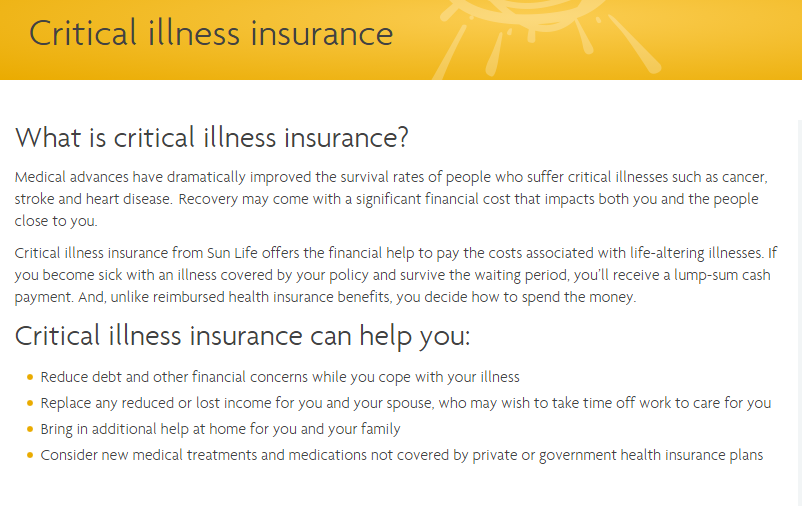 Critical illness insurance
What is critical illness insurance?
Medical advances have dramatically improved the survival rates of people who suffer critical illnesses such as cancer,
stroke and heart disease. Recovery may come with a significant financial cost that impacts both you and the people
close to you.
Critical illness insurance from Sun Life offers the financial help to pay the costs associated with life-altering illnesses. If
you become sick with an illness covered by your policy and survive the waiting period, you'll receive a lump-sum cash
payment. And, unlike reimbursed health insurance benefits, you decide how to spend the money.
Critical illness insurance can help you:
• Reduce debt and other financial concerns while you cope with your illness
• Replace any reduced or lost income for you and your spouse, who may wish to take time off work to care for you
• Bring in additional help at home for you and your family
• Consider new medical treatments and medications not covered by private or government health insurance plans